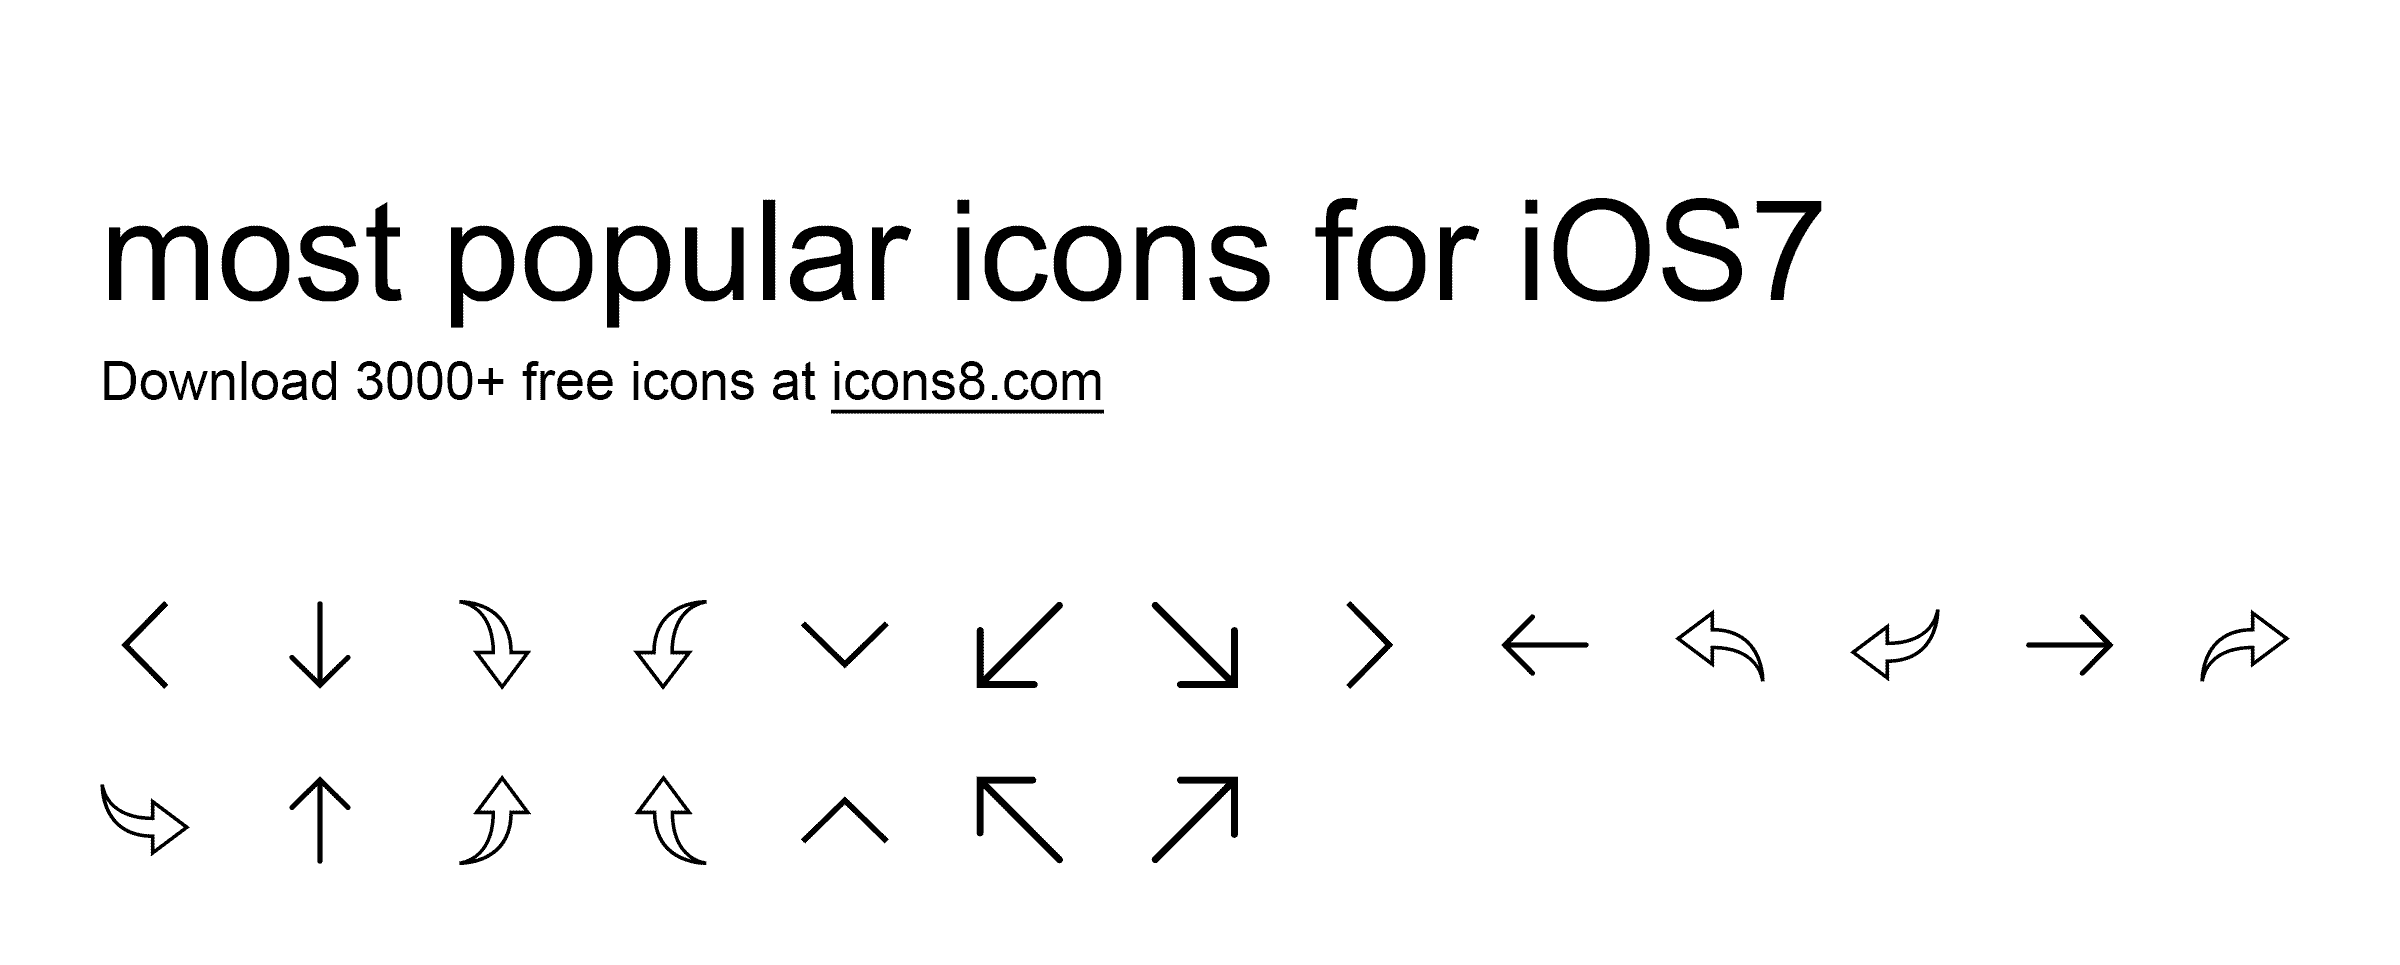 most popular icons for iOS7
Download 3000+ free icons at icons8.com